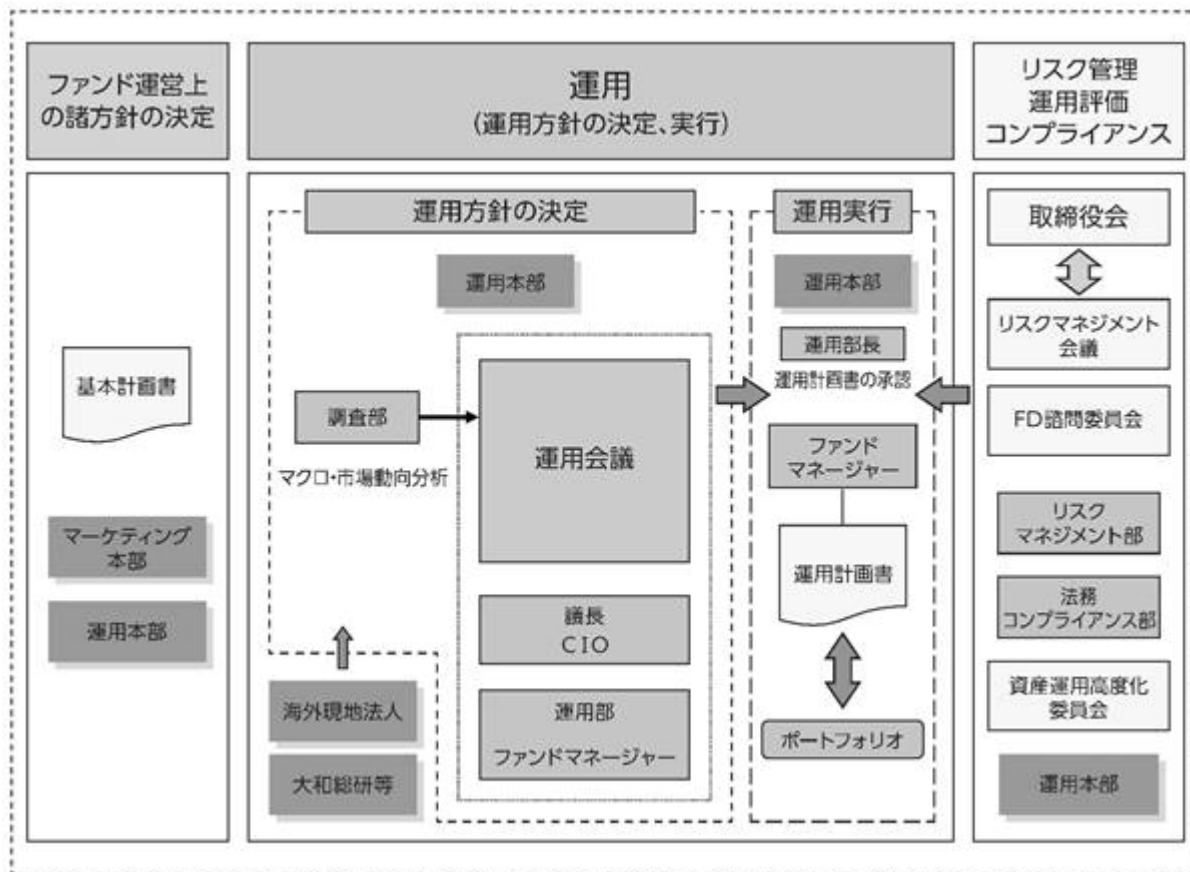 ファンド運営上
の諸方針の決定
運用
(運用方針の決定、実行)
リスク管理
運用評価
コンプライアンス
基本計画書
マーケティング
本部
運用本部
運用方針の決定
運用本部
調査部
マクロ・市場動向分析
運用会議
議長
CIO
運用部
ファンドマネージャー
海外現地法人
大和総研等
運用実行
運用本部
運用部長
運用計画書の承認
ファンド
マネージャー
運用計画書
ポートフォリオ
取締役会
リスクマネジメント
会議
FD諮問委員会
リスク
マネジメント部
法務
コンプライアンス部
資産運用高度化
委員会
運用本部